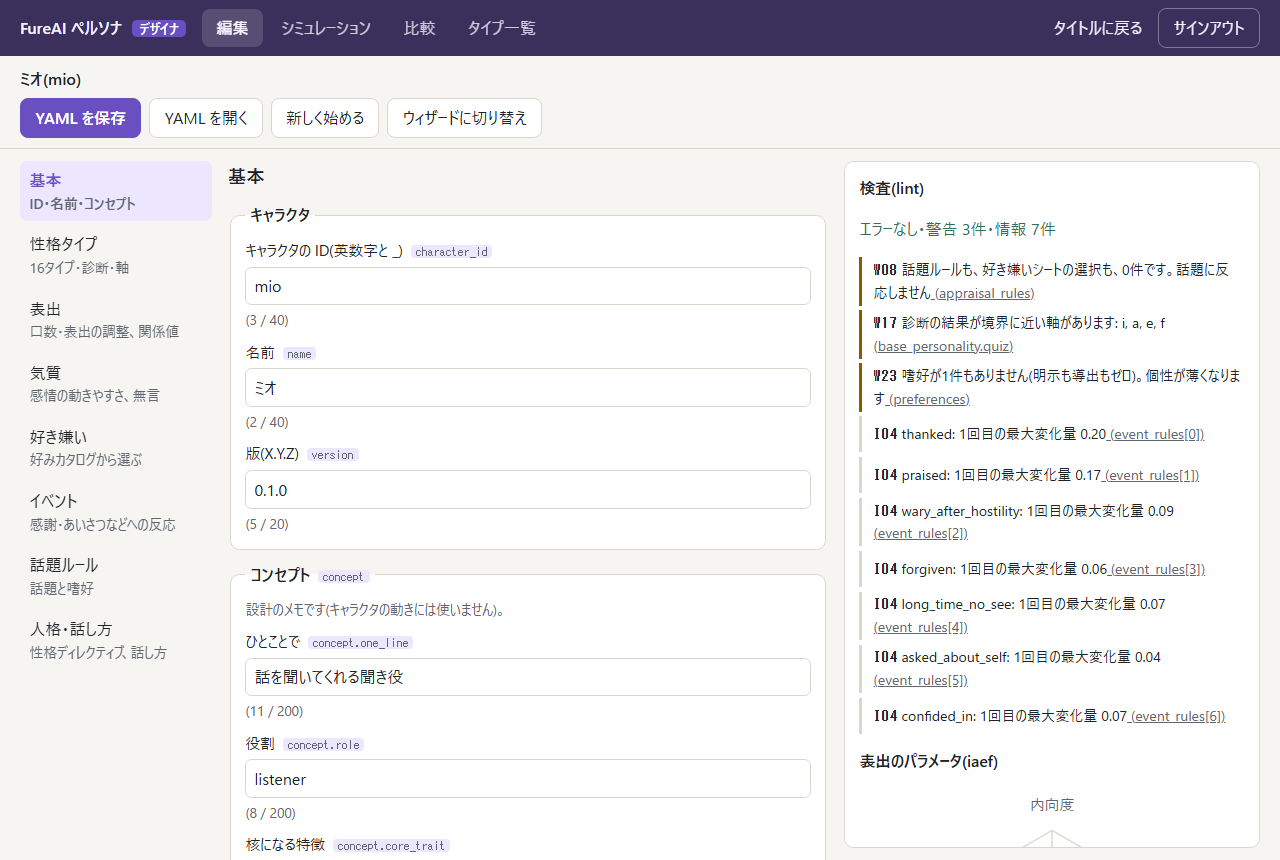 FureAI ペルソナ デザイナ 編集 シミュレーション 比較 タイプ一覧 タイトルに戻る サインアウト
ミオ(mio)
YAML を保存 YAML を開く 新しく始める ウィザードに切り替え
基本
ID・名前・コンセプト
性格タイプ
16タイプ・診断・軸
表出
口数・表出の調整、関係値
気質
感情の動きやすさ、無言
好き嫌い
好みカタログから選ぶ
イベント
感謝・あいさつなどへの反応
話題ルール
話題と嗜好
人格・話し方
性格ディレクティブ、話し方
基本
キャラクタ
キャラクタの ID(英数字と _) character_id
mio
(3 / 40)
名前 name
ミオ
(2 / 40)
版(X.Y.Z) version
0.1.0
(5 / 20)
コンセプト concept
設計のメモです(キャラクタの動きには使いません)。
ひとことで concept.one_line
話を聞いてくれる聞き役
(11 / 200)
役割 concept.role
listener
(8 / 200)
核になる特徴 concept.core_trait
検査(lint)
エラーなし・警告 3件・情報 7件
W08 話題ルールも、好き嫌いシートの選択も、0件です。話題に反
応しません (appraisal_rules)
W17 診断の結果が境界に近い軸があります: i, a, e, f
(base_personality.quiz)
W23 嗜好が1件もありません(明示も導出もゼロ)。個性が薄くなりま
す (preferences)
I04 thanked: 1回目の最大変化量 0.20 (event_rules[0])
I04 praised: 1回目の最大変化量 0.17 (event_rules[1])
I04 wary_after_hostility: 1回目の最大変化量 0.09
(event_rules[2])
I04 forgiven: 1回目の最大変化量 0.06 (event_rules[3])
I04 long_time_no_see: 1回目の最大変化量 0.07
(event_rules[4])
I04 asked_about_self: 1回目の最大変化量 0.04
(event_rules[5])
I04 confided_in: 1回目の最大変化量 0.07 (event_rules[6])
表出のパラメータ(iaef)
内向度